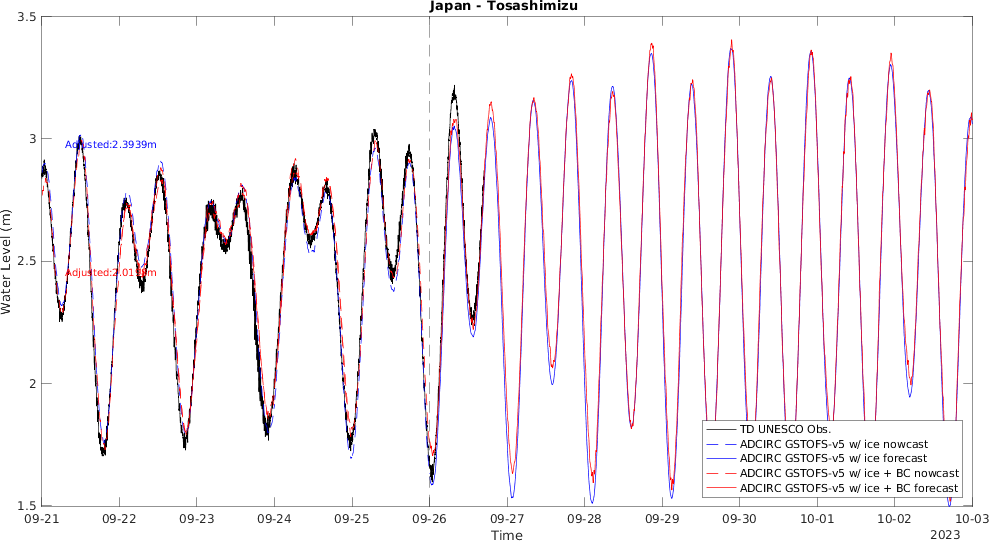 Japan - Tosashimizu
3.5
3
2.5
2
1.5
Water Level (m)
Adjusted:2.3939m
09-21
09-22
09-23
09-24
09-25
09-26
09-27
09-28
09-29
09-30
10-01
10-02
10-03
Time
2023
TD UNESCO Obs.
ADCIRC GSTOFS-v5 w/ ice nowcast
ADCIRC GSTOFS-v5 w/ ice forecast
ADCIRC GSTOFS-v5 w/ ice + BC nowcast
ADCIRC GSTOFS-v5 w/ ice + BC forecast